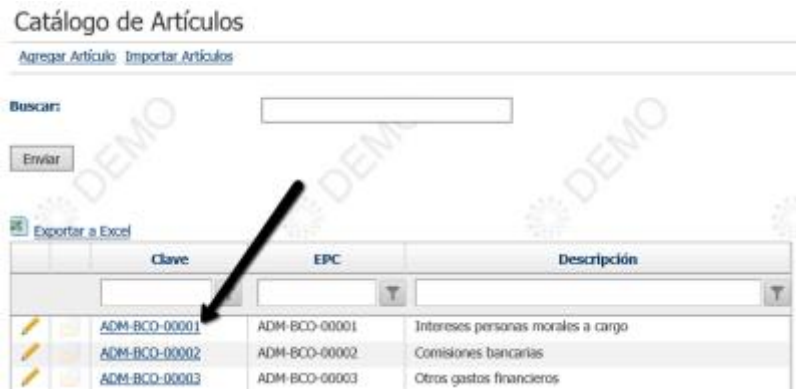 Catálogo de Artículos
Agregar Artículo Importar Artículos
Buscar:
Enviar
DEMO DEMO DEMO
Exportar a Excel
Clave EPC Descripción
ADM-BCO-00001 ADM-BCO-00001 Intereses personas morales a cargo
ADM-BCO-00002 ADM-BCO-00002 Comisiones bancarias
ADM-BCO-00003 ADM-BCO-00003 Otros gastos financieros